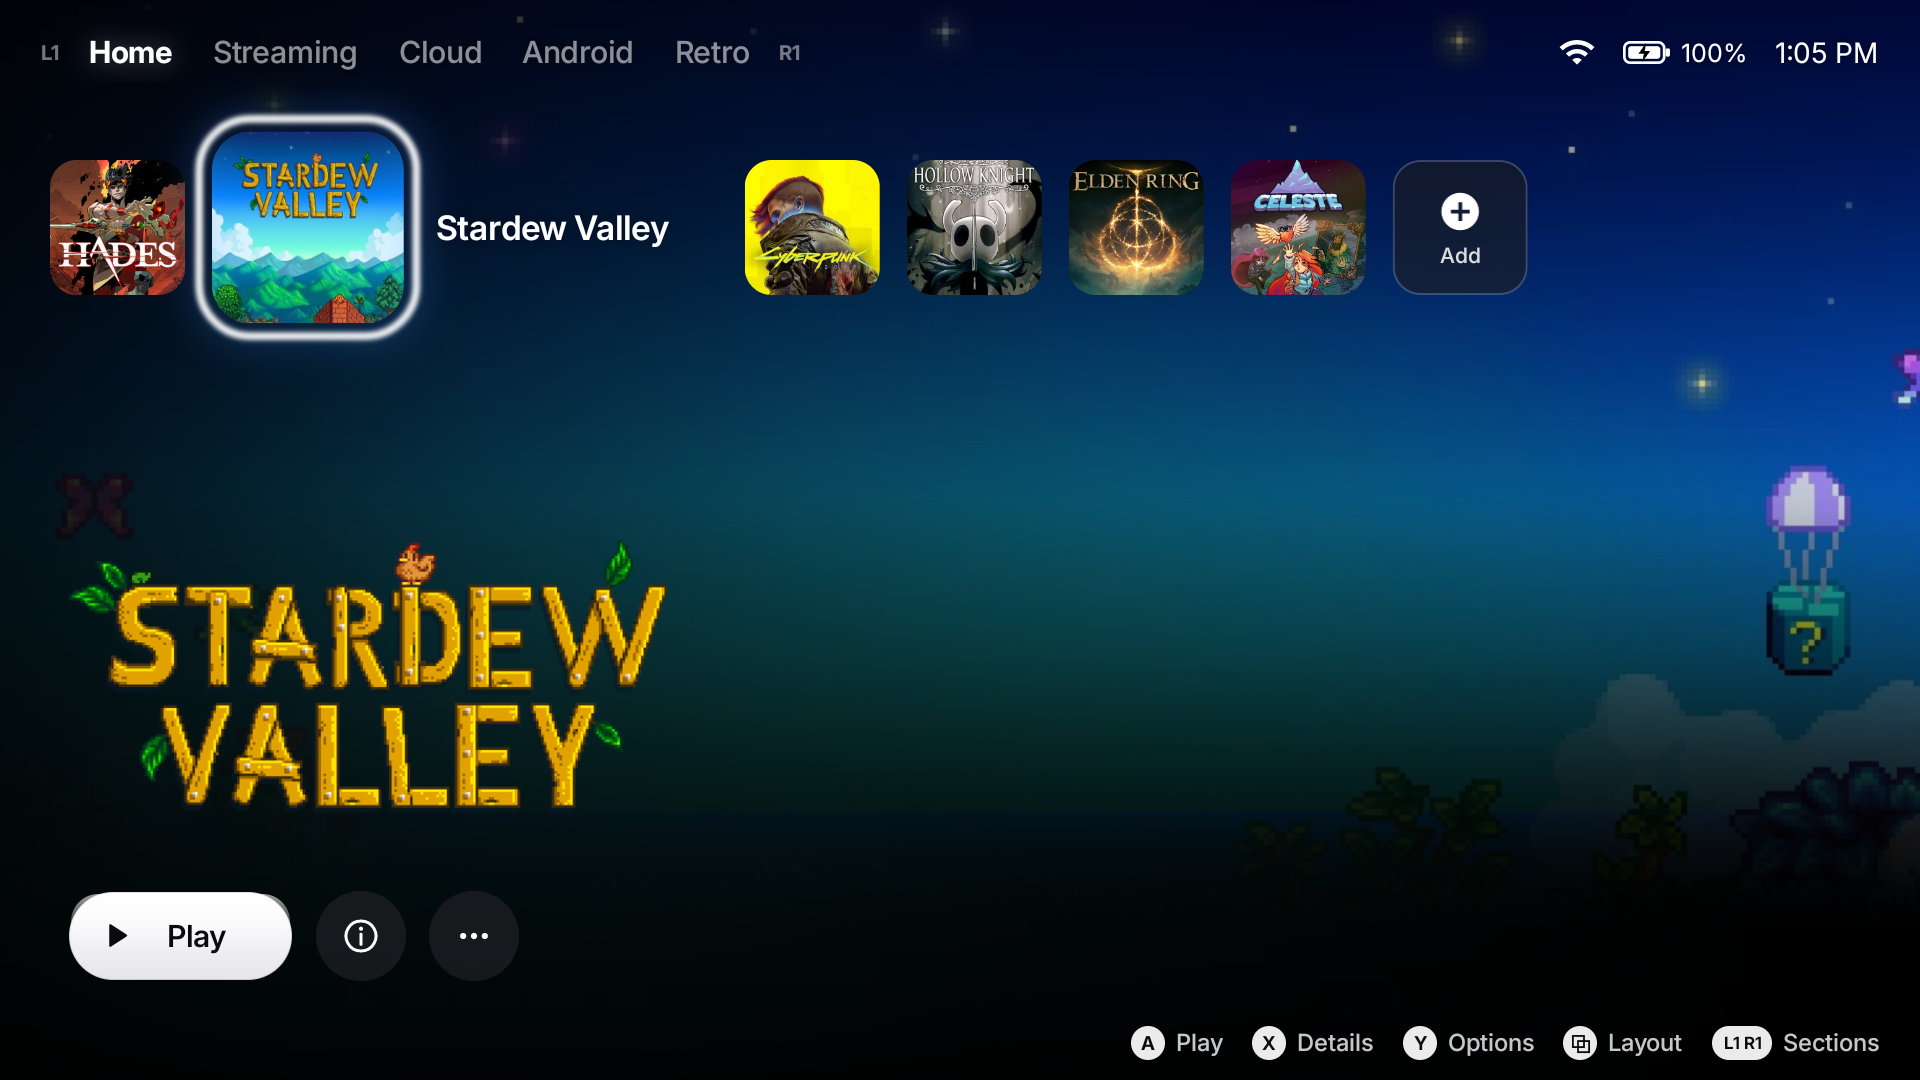 L1 Home Streaming Cloud Android Retro R1
100% 1:05 PM
HADES
STARDEW
VALLEY
Stardew Valley
CYBERPUNK
HOLLOW KNIGHT
ELDEN RING
CELESTE
Add
?
STARDEW
VALLEY
Play
A Play X Details Y Options Layout L1 R1 Sections